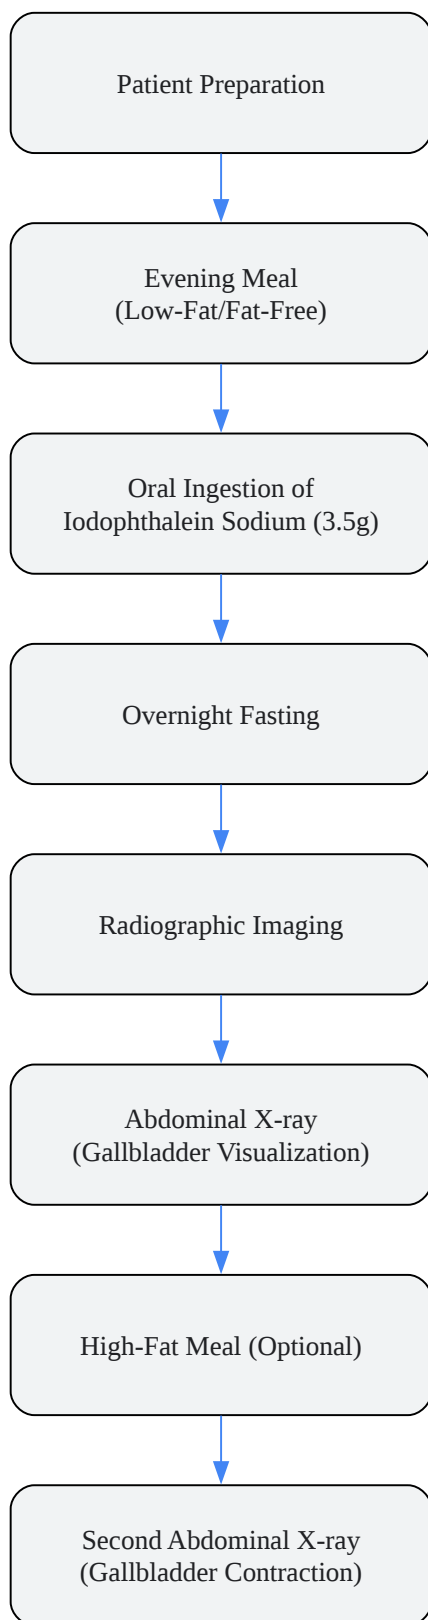 Patient Preparation
Evening Meal
(Low-Fat/Fat-Free)
Oral Ingestion of
Iodophthalein Sodium (3.5g)
Overnight Fasting
Radiographic Imaging
Abdominal X-ray
(Gallbladder Visualization)
High-Fat Meal (Optional)
Second Abdominal X-ray
(Gallbladder Contraction)